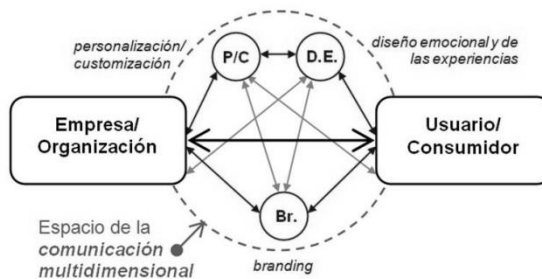 personalización/
customización
P/C
D.E.
diseño emocional y de
las experiencias
Empresa/
Organización
Usuario/
Consumidor
Br.
branding
Espacio de la
comunicación
multidimensional